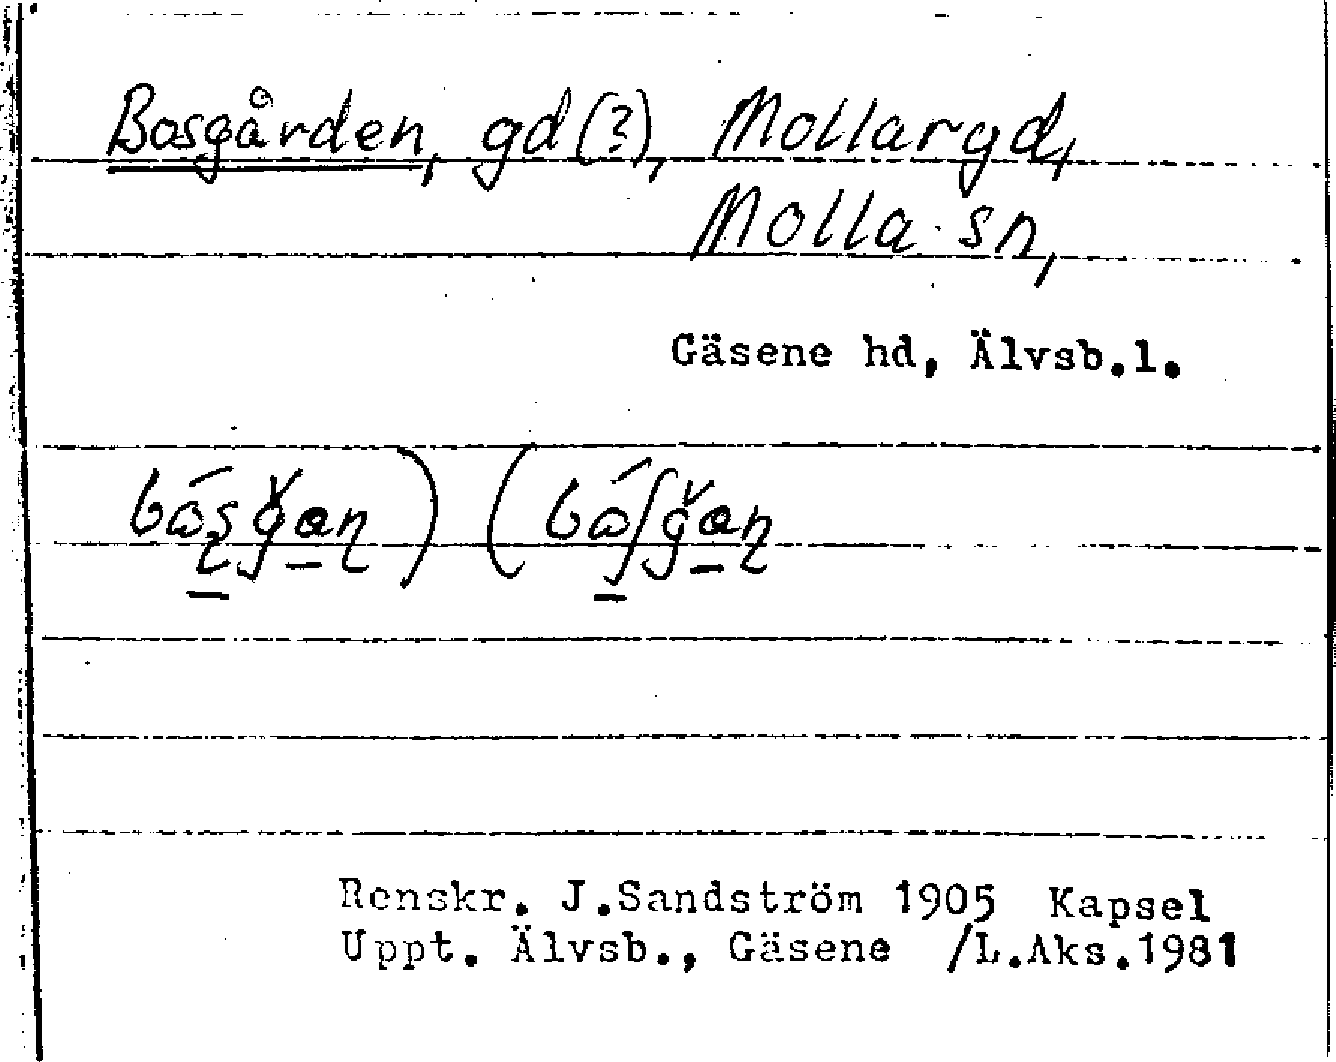 Bosgården, gd(?), Mollaryd,
Molla sn,
Gäsene hd, Älvsb.l.
Renskr. J.Sandström 1905 Kapsel
Uppt. Älvsb., Gäsene /L.Aks.1981